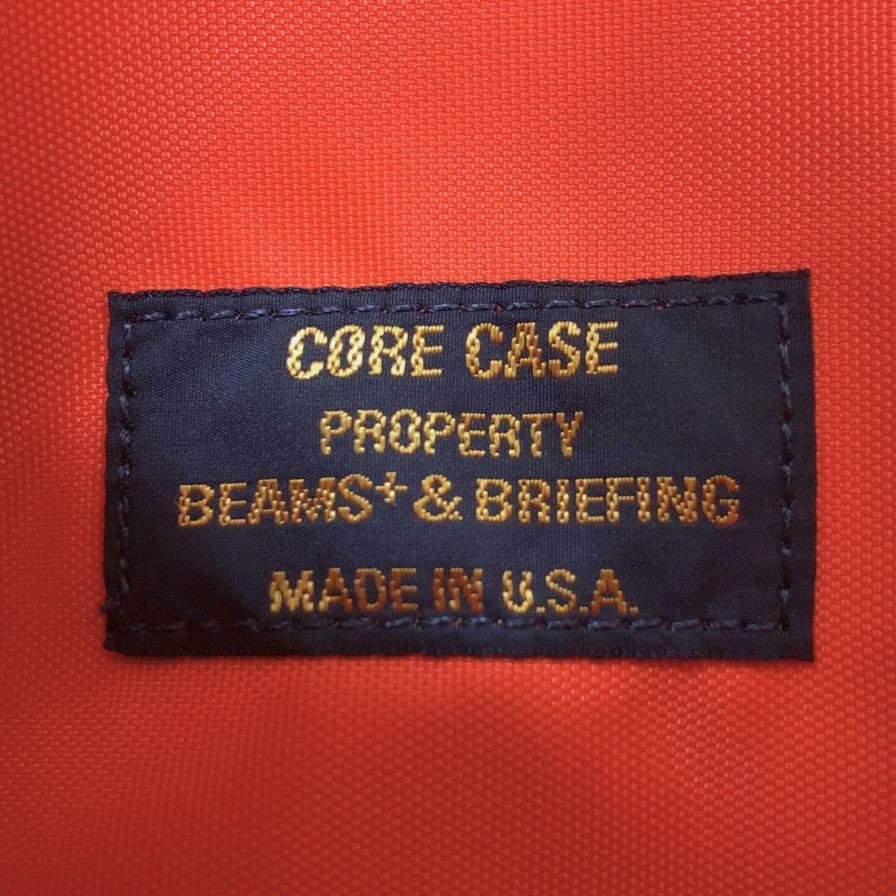 CORE CASE
PROPERTY
BEAMS+ & BRIEFING
MADE IN U.S.A.